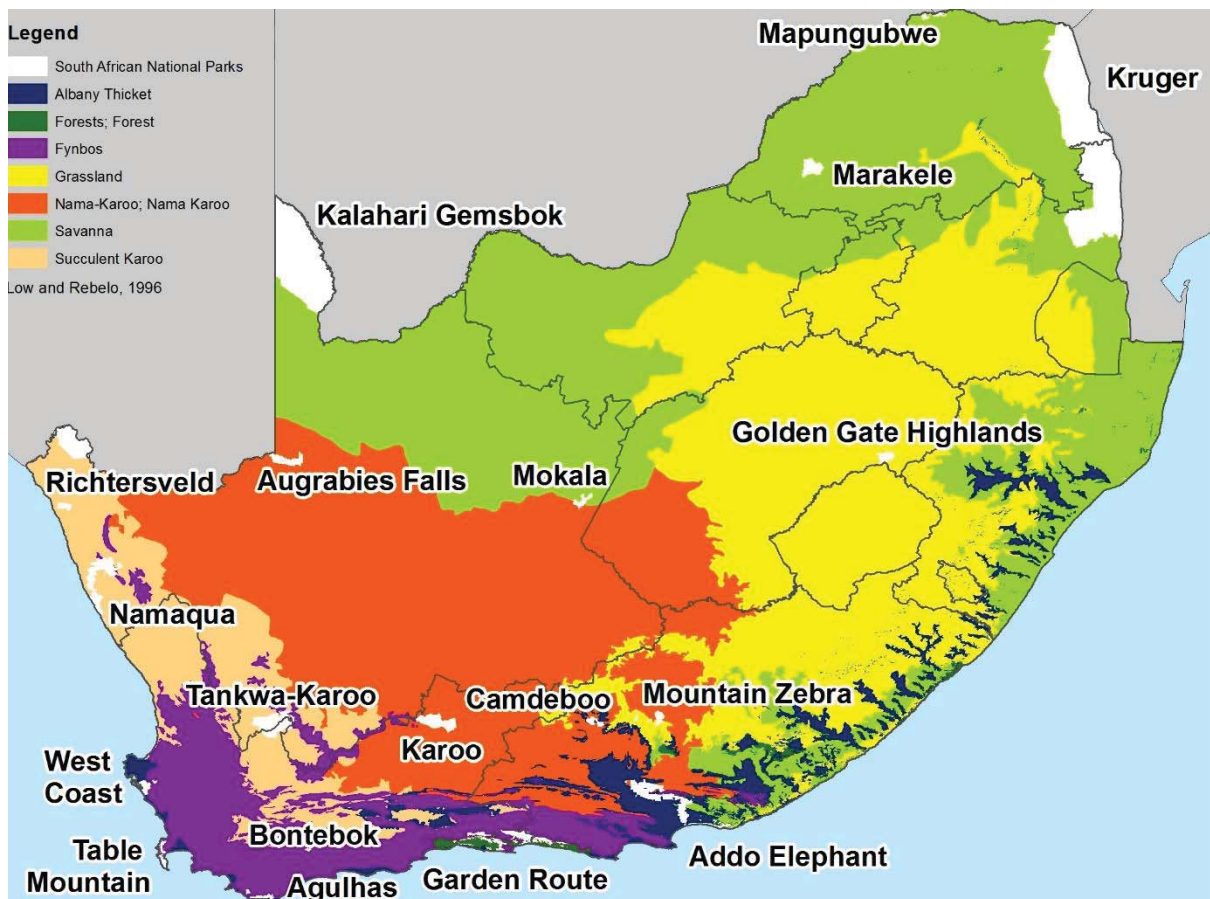 Legend
South African National Parks
Albany Thicket
Forests; Forest
Fynbos
Grassland
Nama-Karoo; Nama Karoo
Savanna
Succulent Karoo
Low and Rebelo, 1996
Mapungubwe
Kruger
Marakele
Kalahari Gemsbok
Golden Gate Highlands
Richtersveld
Augrabies Falls
Mokala
Namaqua
Tankwa-Karoo
Camdeboo
Mountain Zebra
Karoo
West
Coast
Bontebok
Table
Mountain
Agulhas
Garden Route
Addo Elephant